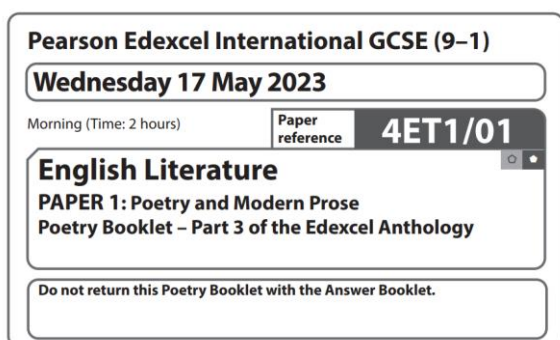 Pearson Edexcel International GCSE (9–1)
Wednesday 17 May 2023
Morning (Time: 2 hours)
Paper
reference
4ET1/01
English Literature
PAPER 1: Poetry and Modern Prose
Poetry Booklet – Part 3 of the Edexcel Anthology
Do not return this Poetry Booklet with the Answer Booklet.